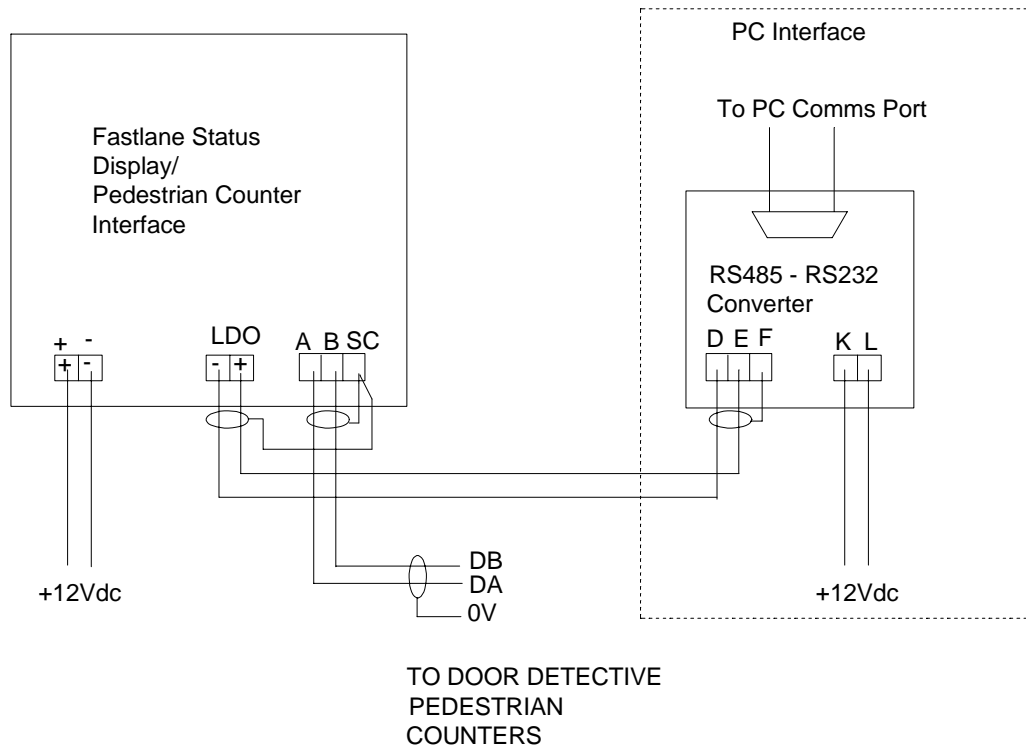 PC Interface
To PC Comms Port
Fastlane Status
Display/
Pedestrian Counter
Interface
RS485 - RS232
Converter
+ -
LDO
A B SC
D E F
K L
+ -
- +
DB
DA
0V
+12Vdc
+12Vdc
TO DOOR DETECTIVE
PEDESTRIAN
COUNTERS